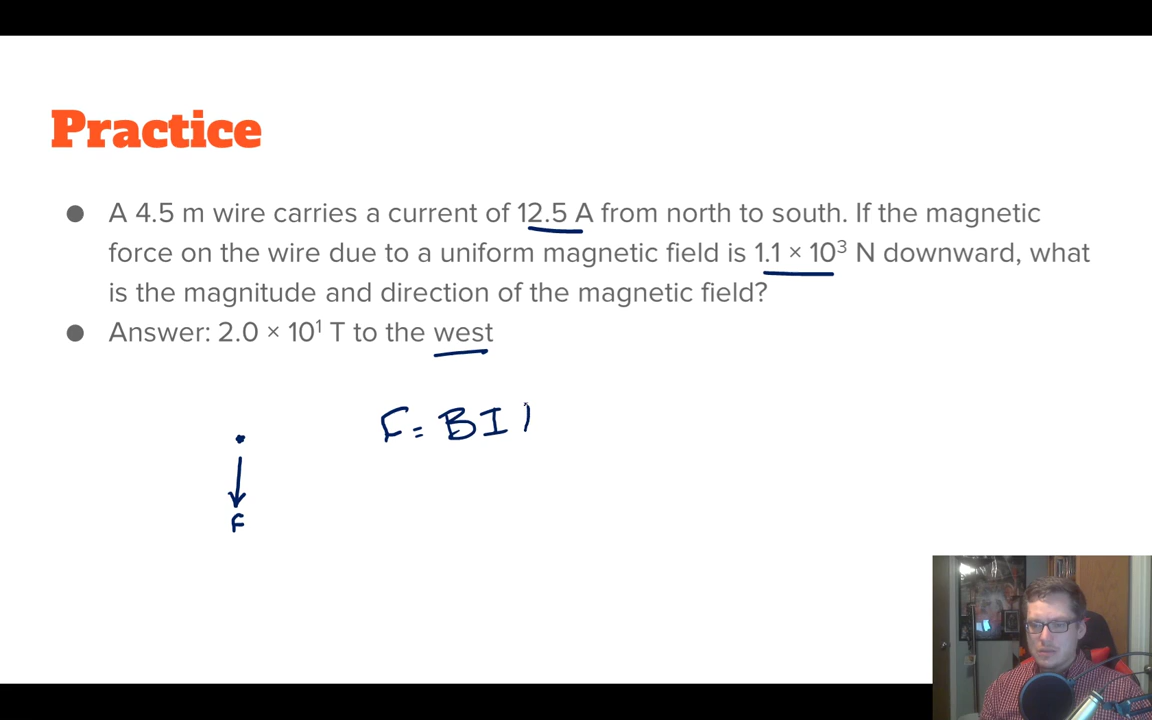 Practice
● A 4.5 m wire carries a current of 12.5 A from north to south. If the magnetic
force on the wire due to a uniform magnetic field is 1.1 × 10³ N downward, what
is the magnitude and direction of the magnetic field?
● Answer: 2.0 × 10¹ T to the west
F = B I l
F